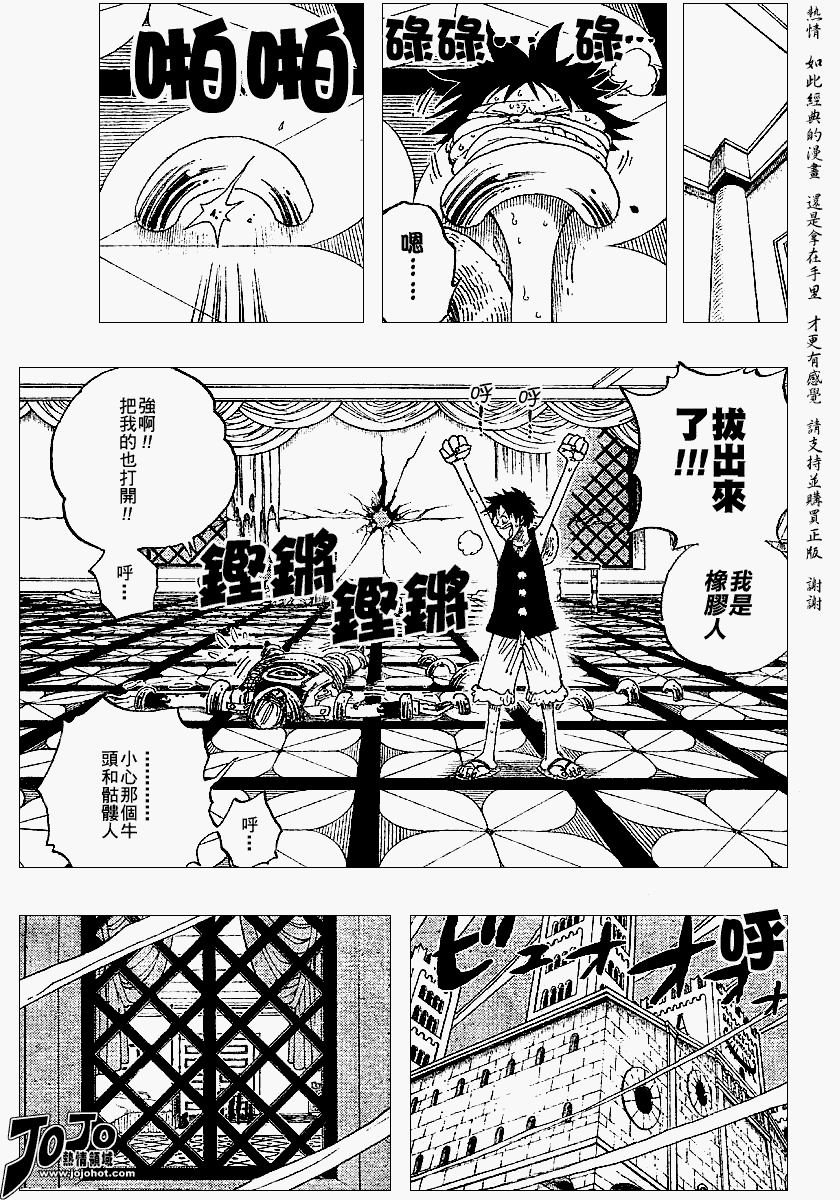 熱情 如此經典的漫畫 還是拿在手里 才更有感覺 請支持並購買正版 謝謝
碌碌… 碌…
嗯……
啪啪
拔出來
了!!!
我是
橡膠人
呼…
呼…
鏗鏘
鏗鏘
強啊!!
把我的也打開!!
呼…
…………
小心那個牛
頭和骷髏人
呼…
呼
ビュオオオオオ
JOJO
熱情領域
www.jojohot.com